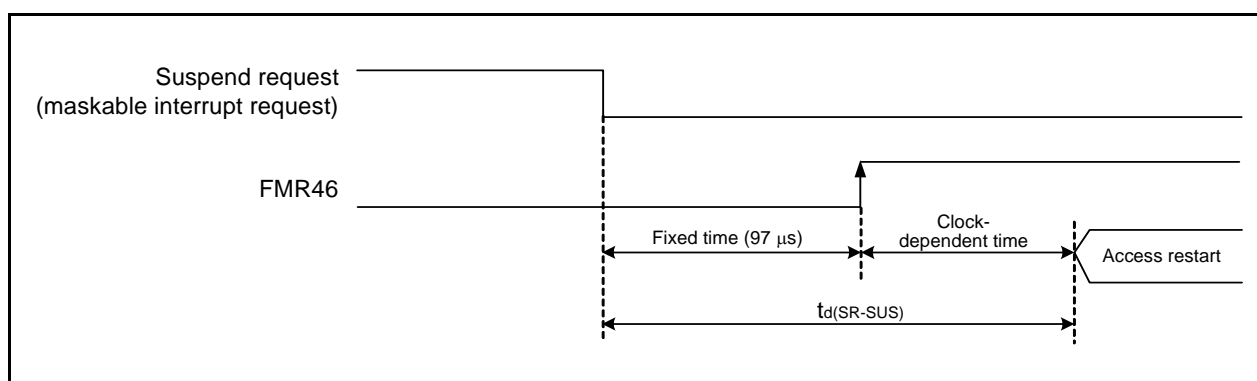 Suspend request
(maskable interrupt request)
FMR46
Fixed time (97 μs)
Clock-
dependent time
Access restart
td(SR-SUS)